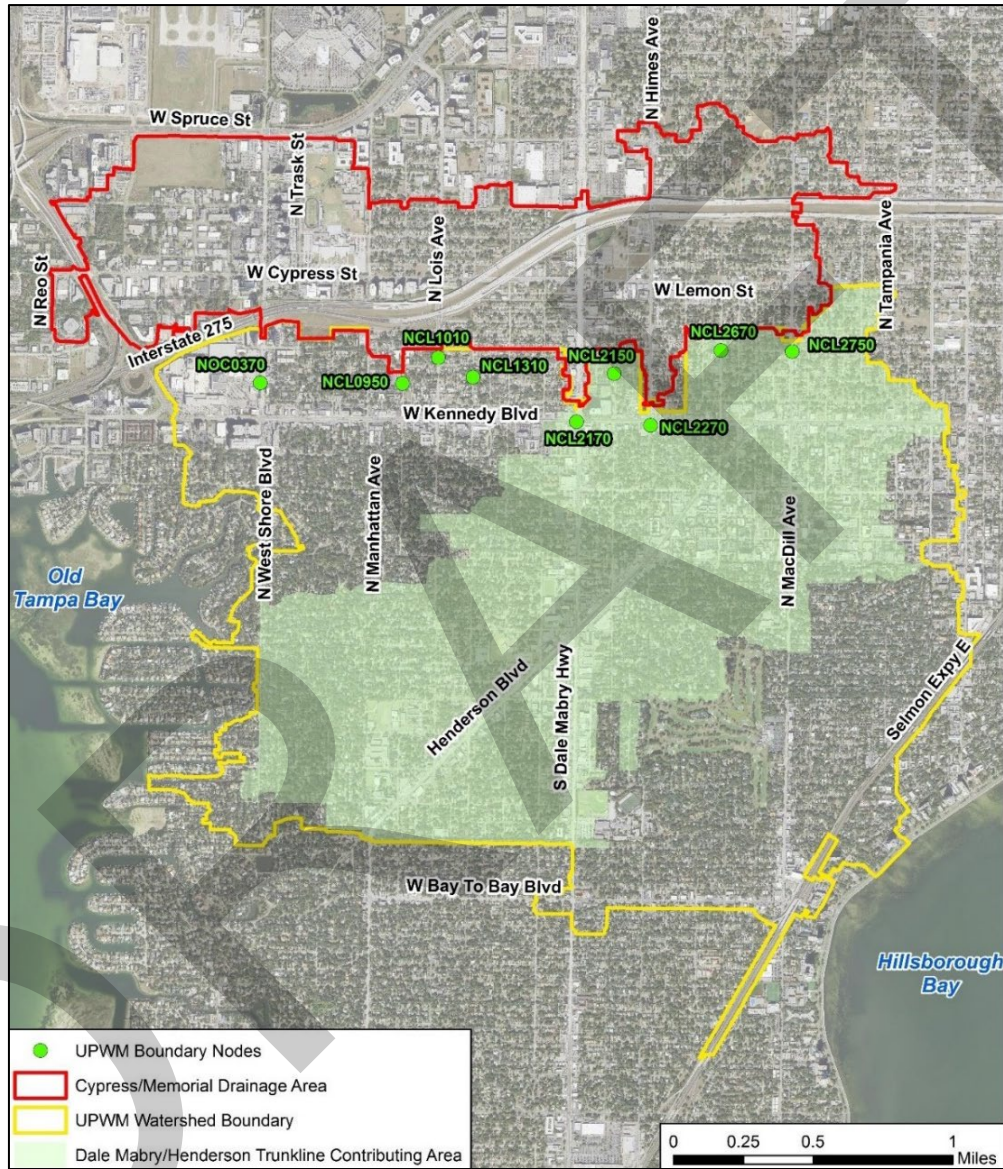 W Spruce St
N Himes Ave
N Trask St
N Lois Ave
N Tampania Ave
N Reo St
W Cypress St
W Lemon St
Interstate 275
NCL1010
NCL2670
NCL2750
NOC0370
NCL0950
NCL1310
NCL2150
W Kennedy Blvd
NCL2170
NCL2270
N West Shore Blvd
N Manhattan Ave
N MacDill Ave
Old
Tampa Bay
Henderson Blvd
S Dale Mabry Hwy
Selmon Expy E
W Bay To Bay Blvd
Hillsborough
Bay
UPWM Boundary Nodes
Cypress/Memorial Drainage Area
UPWM Watershed Boundary
Dale Mabry/Henderson Trunkline Contributing Area
0 0.25 0.5 1
Miles
DRAFT